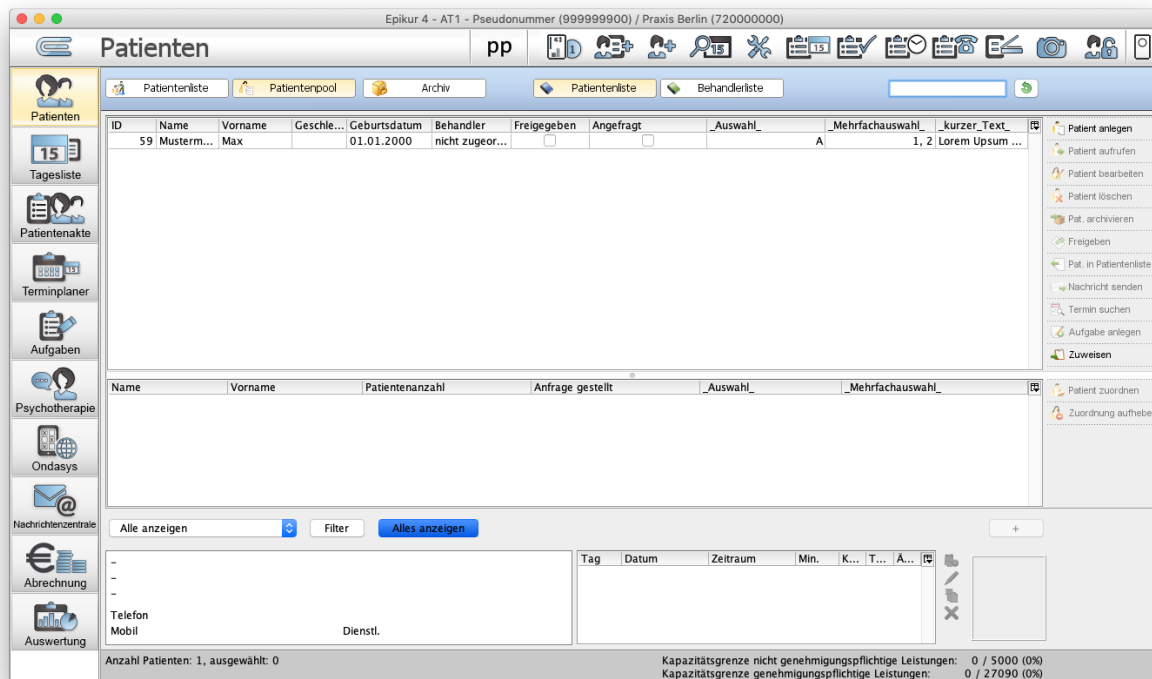 Epikur 4 - AT1 - Pseudonummer (999999900) / Praxis Berlin (720000000)
Patienten
pp
Patienten
15
Tagesliste
Patientenakte
Terminplaner
Aufgaben
Psychotherapie
Ondasys
Nachrichtenzentrale
Abrechnung
Auswertung
Patientenliste Patientenpool Archiv Patientenliste Behandlerliste
ID Name Vorname Geschle... Geburtsdatum Behandler Freigegeben Angefragt _Auswahl_ _Mehrfachauswahl_ _kurzer_Text_
59 Musterm... Max 01.01.2000 nicht zugeor... A 1, 2 Lorem Upsum ...
Patient anlegen
Patient aufrufen
Patient bearbeiten
Patient löschen
Pat. archivieren
Freigeben
Pat. in Patientenliste
Nachricht senden
Termin suchen
Aufgabe anlegen
Zuweisen
Name Vorname Patientenanzahl Anfrage gestellt _Auswahl_ _Mehrfachauswahl_
Patient zuordnen
Zuordnung aufhebe
Alle anzeigen Filter Alles anzeigen +
–
–
–
Telefon
Mobil Dienstl.
Tag Datum Zeitraum Min. K... T... Ä...
Anzahl Patienten: 1, ausgewählt: 0
Kapazitätsgrenze nicht genehmigungspflichtige Leistungen: 0 / 5000 (0%)
Kapazitätsgrenze genehmigungspflichtige Leistungen: 0 / 27090 (0%)